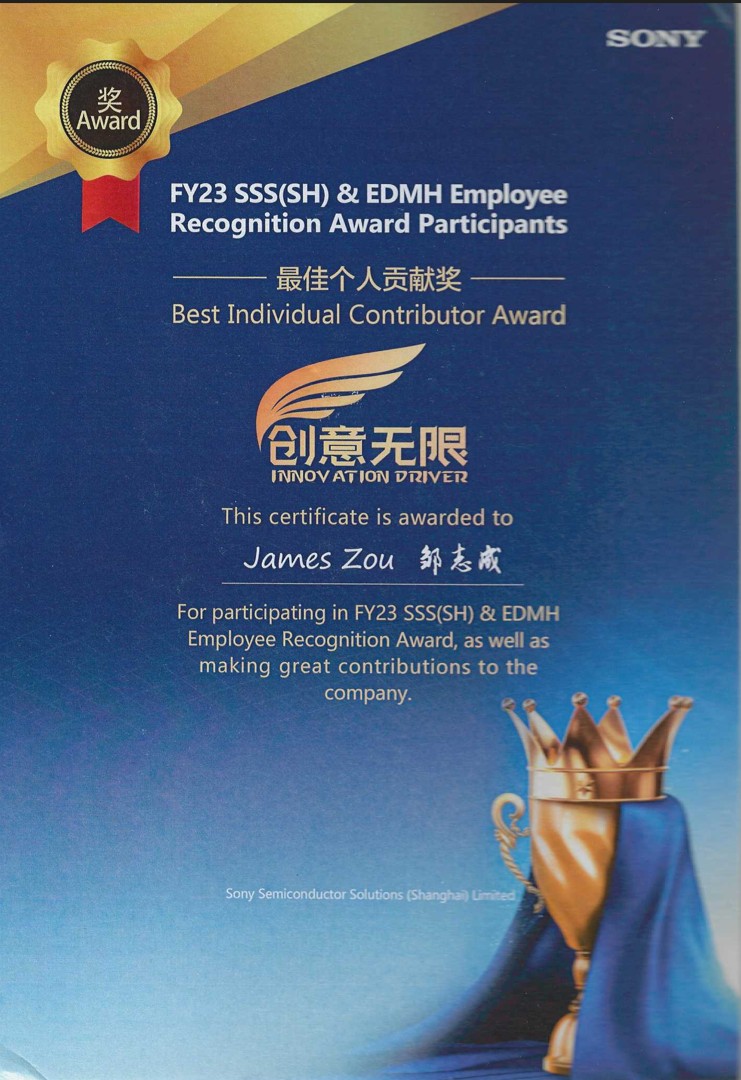 SONY
奖
Award
FY23 SSS(SH) & EDMH Employee
Recognition Award Participants
最佳个人贡献奖
Best Individual Contributor Award
创意无限
INNOVATION DRIVER
This certificate is awarded to
James Zou 邹志成
For participating in FY23 SSS(SH) & EDMH
Employee Recognition Award, as well as
making great contributions to the
company.
Sony Semiconductor Solutions (Shanghai) Limited